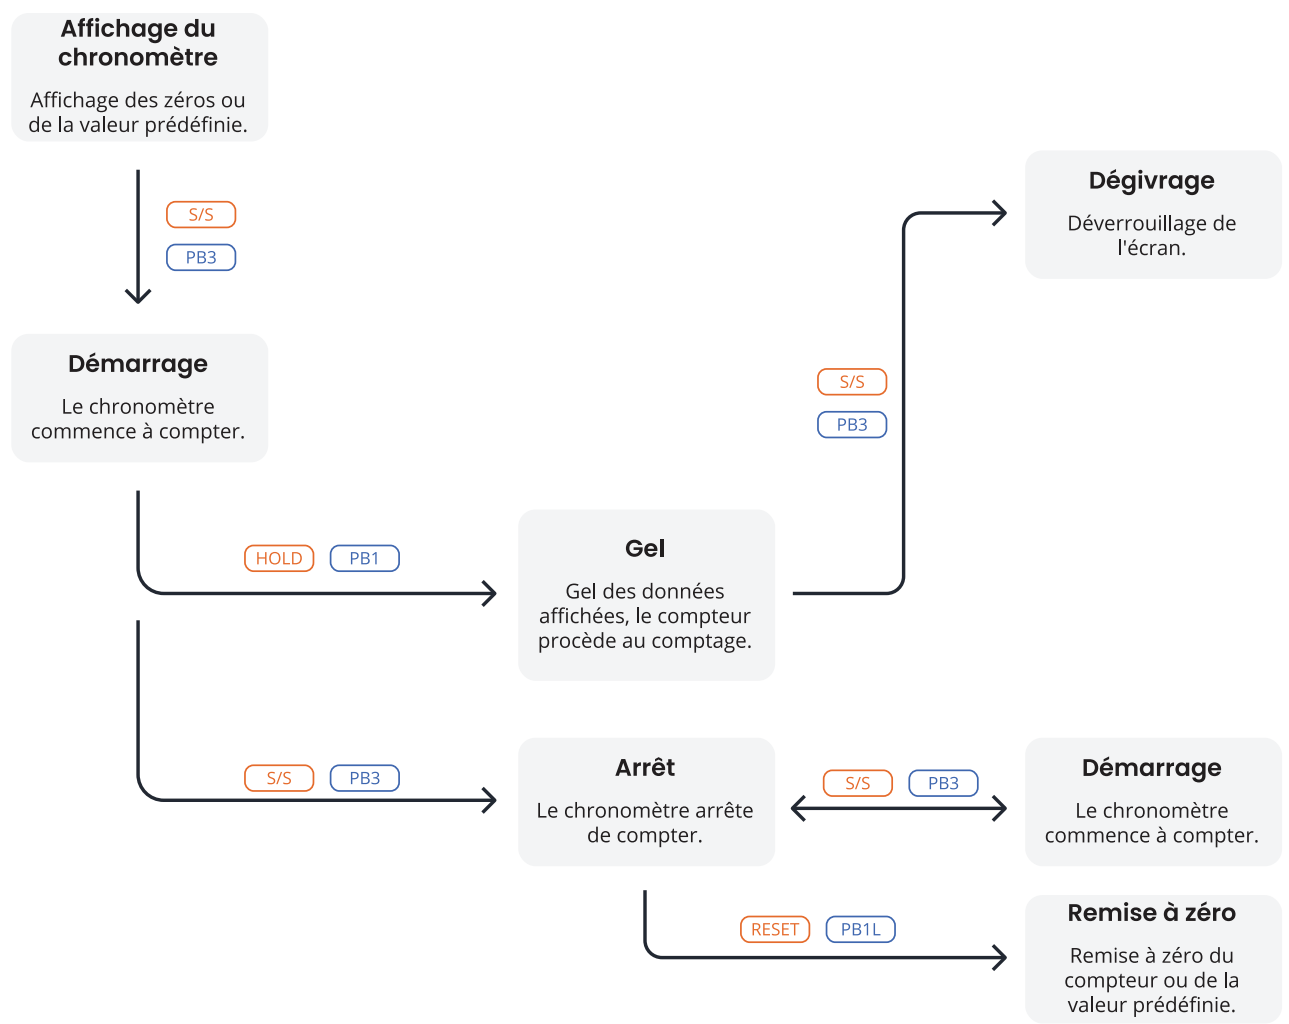 Affichage du
chronomètre
Affichage des zéros ou
de la valeur prédéfinie.
S/S
PB3
Démarrage
Le chronomètre
commence à compter.
HOLD
PB1
Gel
Gel des données
affichées, le compteur
procède au comptage.
S/S
PB3
Dégivrage
Déverrouillage de
l'écran.
S/S
PB3
Arrêt
Le chronomètre arrête
de compter.
S/S
PB3
Démarrage
Le chronomètre
commence à compter.
RESET
PB1L
Remise à zéro
Remise à zéro du
compteur ou de la
valeur prédéfinie.